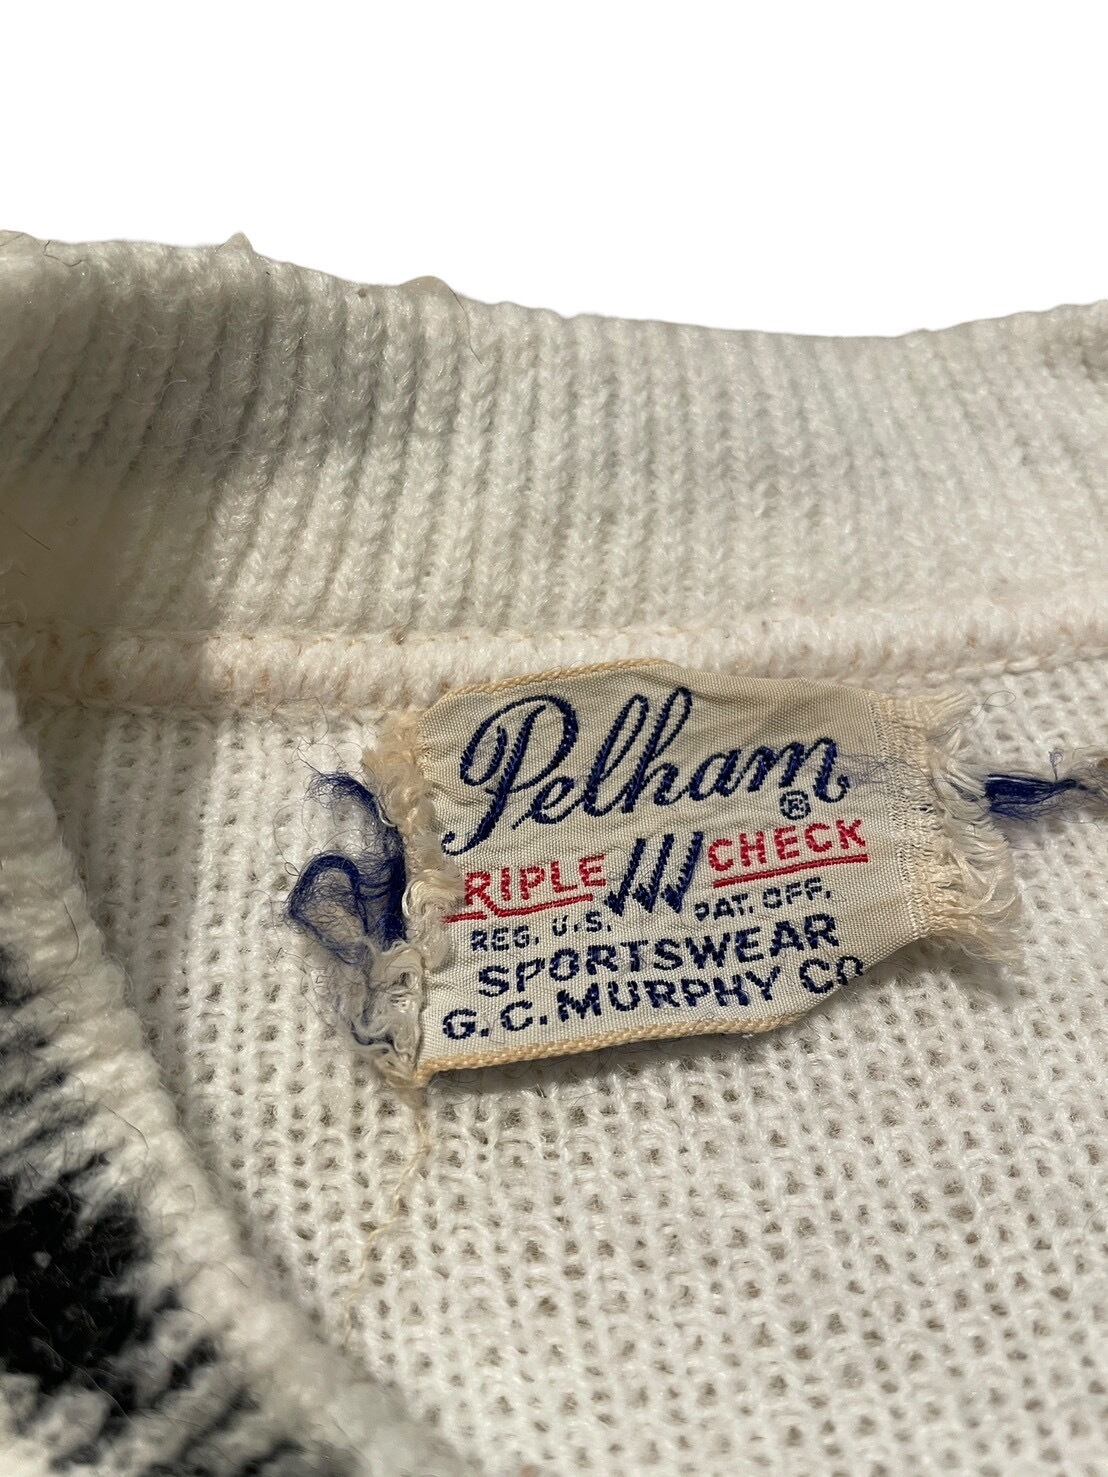 Pelham ®
RIPLE CHECK
REG. U.S. PAT. OFF.
SPORTSWEAR
G.C. MURPHY CO